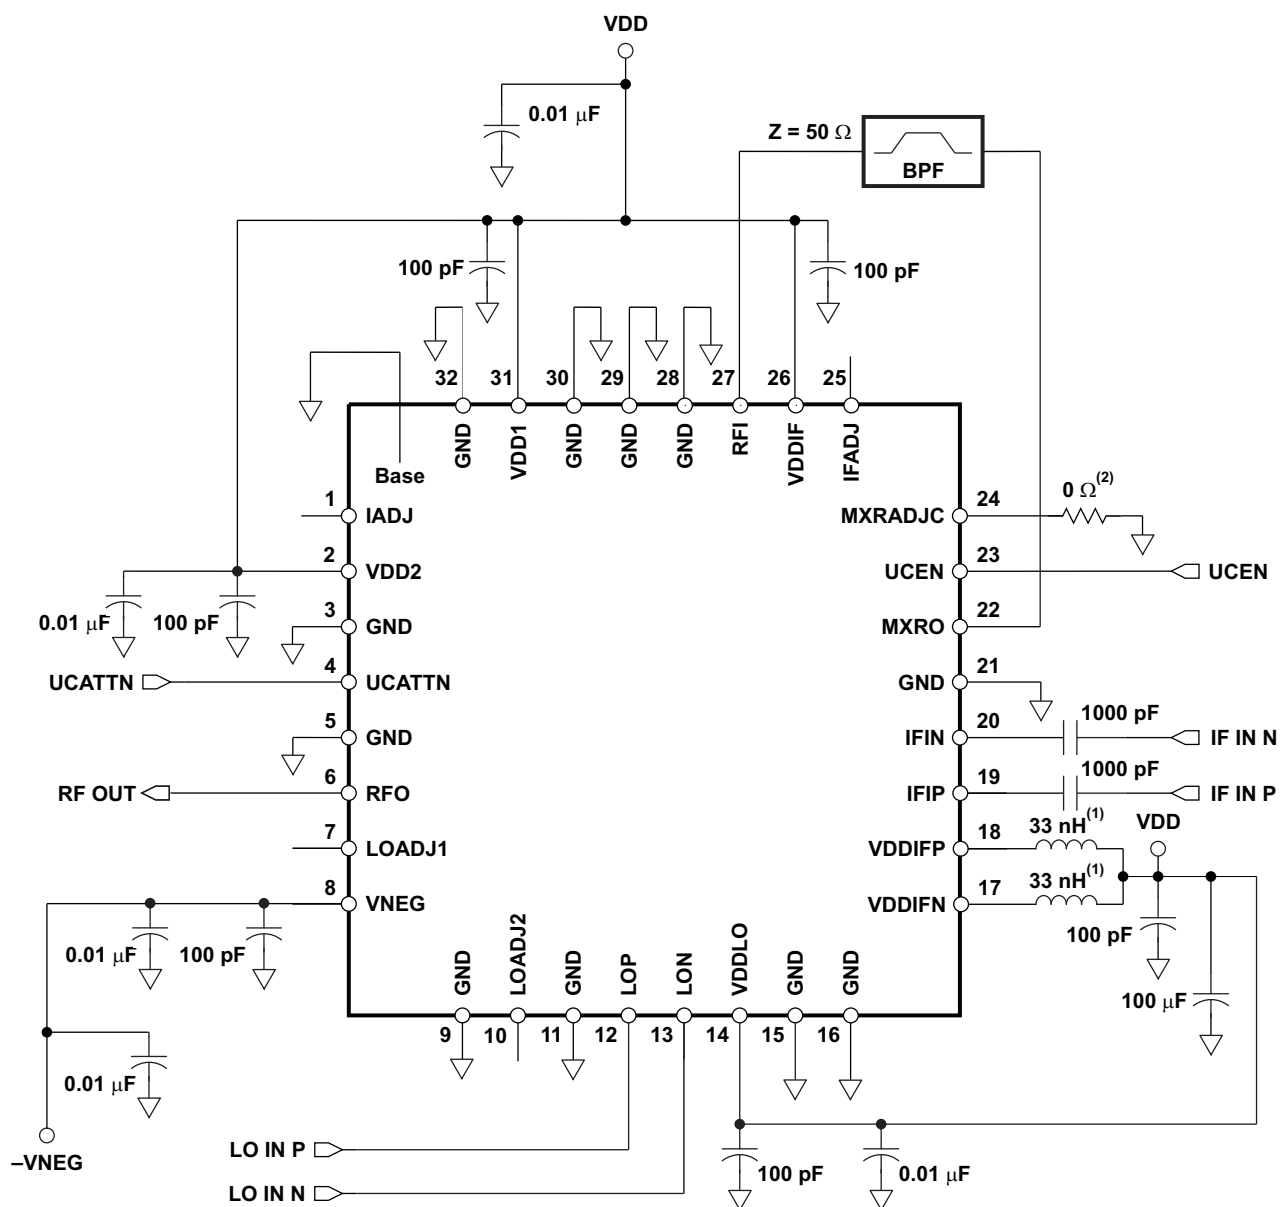 VDD
0.01 μF
Z = 50 Ω
BPF
100 pF
100 pF
32
31
30
29
28
27
26
25
GND
VDD1
GND
GND
GND
RFI
VDDIF
IFADJ
Base
1
IADJ
2
VDD2
0.01 μF
100 pF
3
GND
UCATTN
4
UCATTN
5
GND
RF OUT
6
RFO
7
LOADJ1
8
VNEG
0.01 μF
100 pF
0.01 μF
–VNEG
MXRADJC
24
0 Ω(2)
UCEN
23
UCEN
MXRO
22
GND
21
IFIN
20
1000 pF
IF IN N
IFIP
19
1000 pF
IF IN P
VDDIFP
18
33 nH(1)
VDD
VDDIFN
17
33 nH(1)
100 pF
100 μF
GND
LOADJ2
GND
LOP
LON
VDDLO
GND
GND
9
10
11
12
13
14
15
16
LO IN P
LO IN N
100 pF
0.01 μF